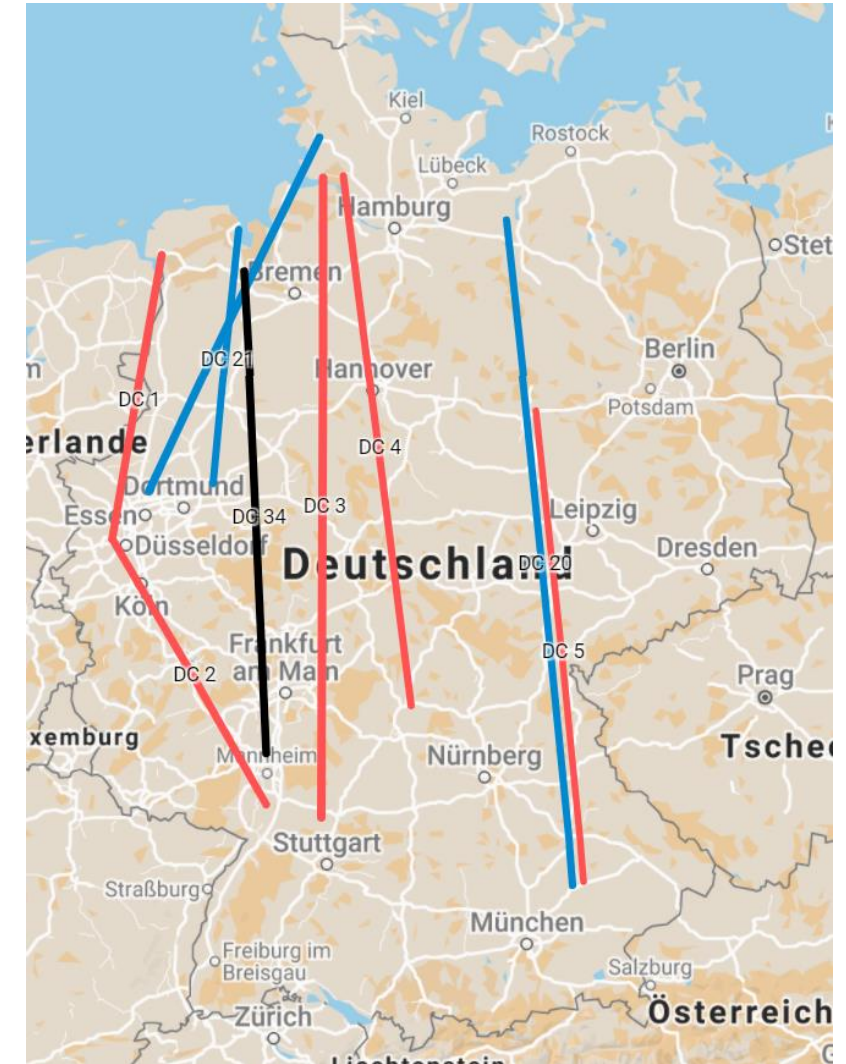 Kiel
Rostock
Lübeck
Hamburg
Stet
Bremen
DC 21
Hannover
Berlin
Potsdam
DC 1
erlande
DC 4
Dortmund
Essen
DC 3
DC 34
Leipzig
Düsseldorf
Deutschland
DC 20
Dresden
Köln
Frankfurt
am Main
DC 2
DC 5
Prag
xemburg
Mannheim
Nürnberg
Tschec
Stuttgart
Straßburg
München
Freiburg im
Breisgau
Salzburg
Österreich
Zürich
Liechtenstein